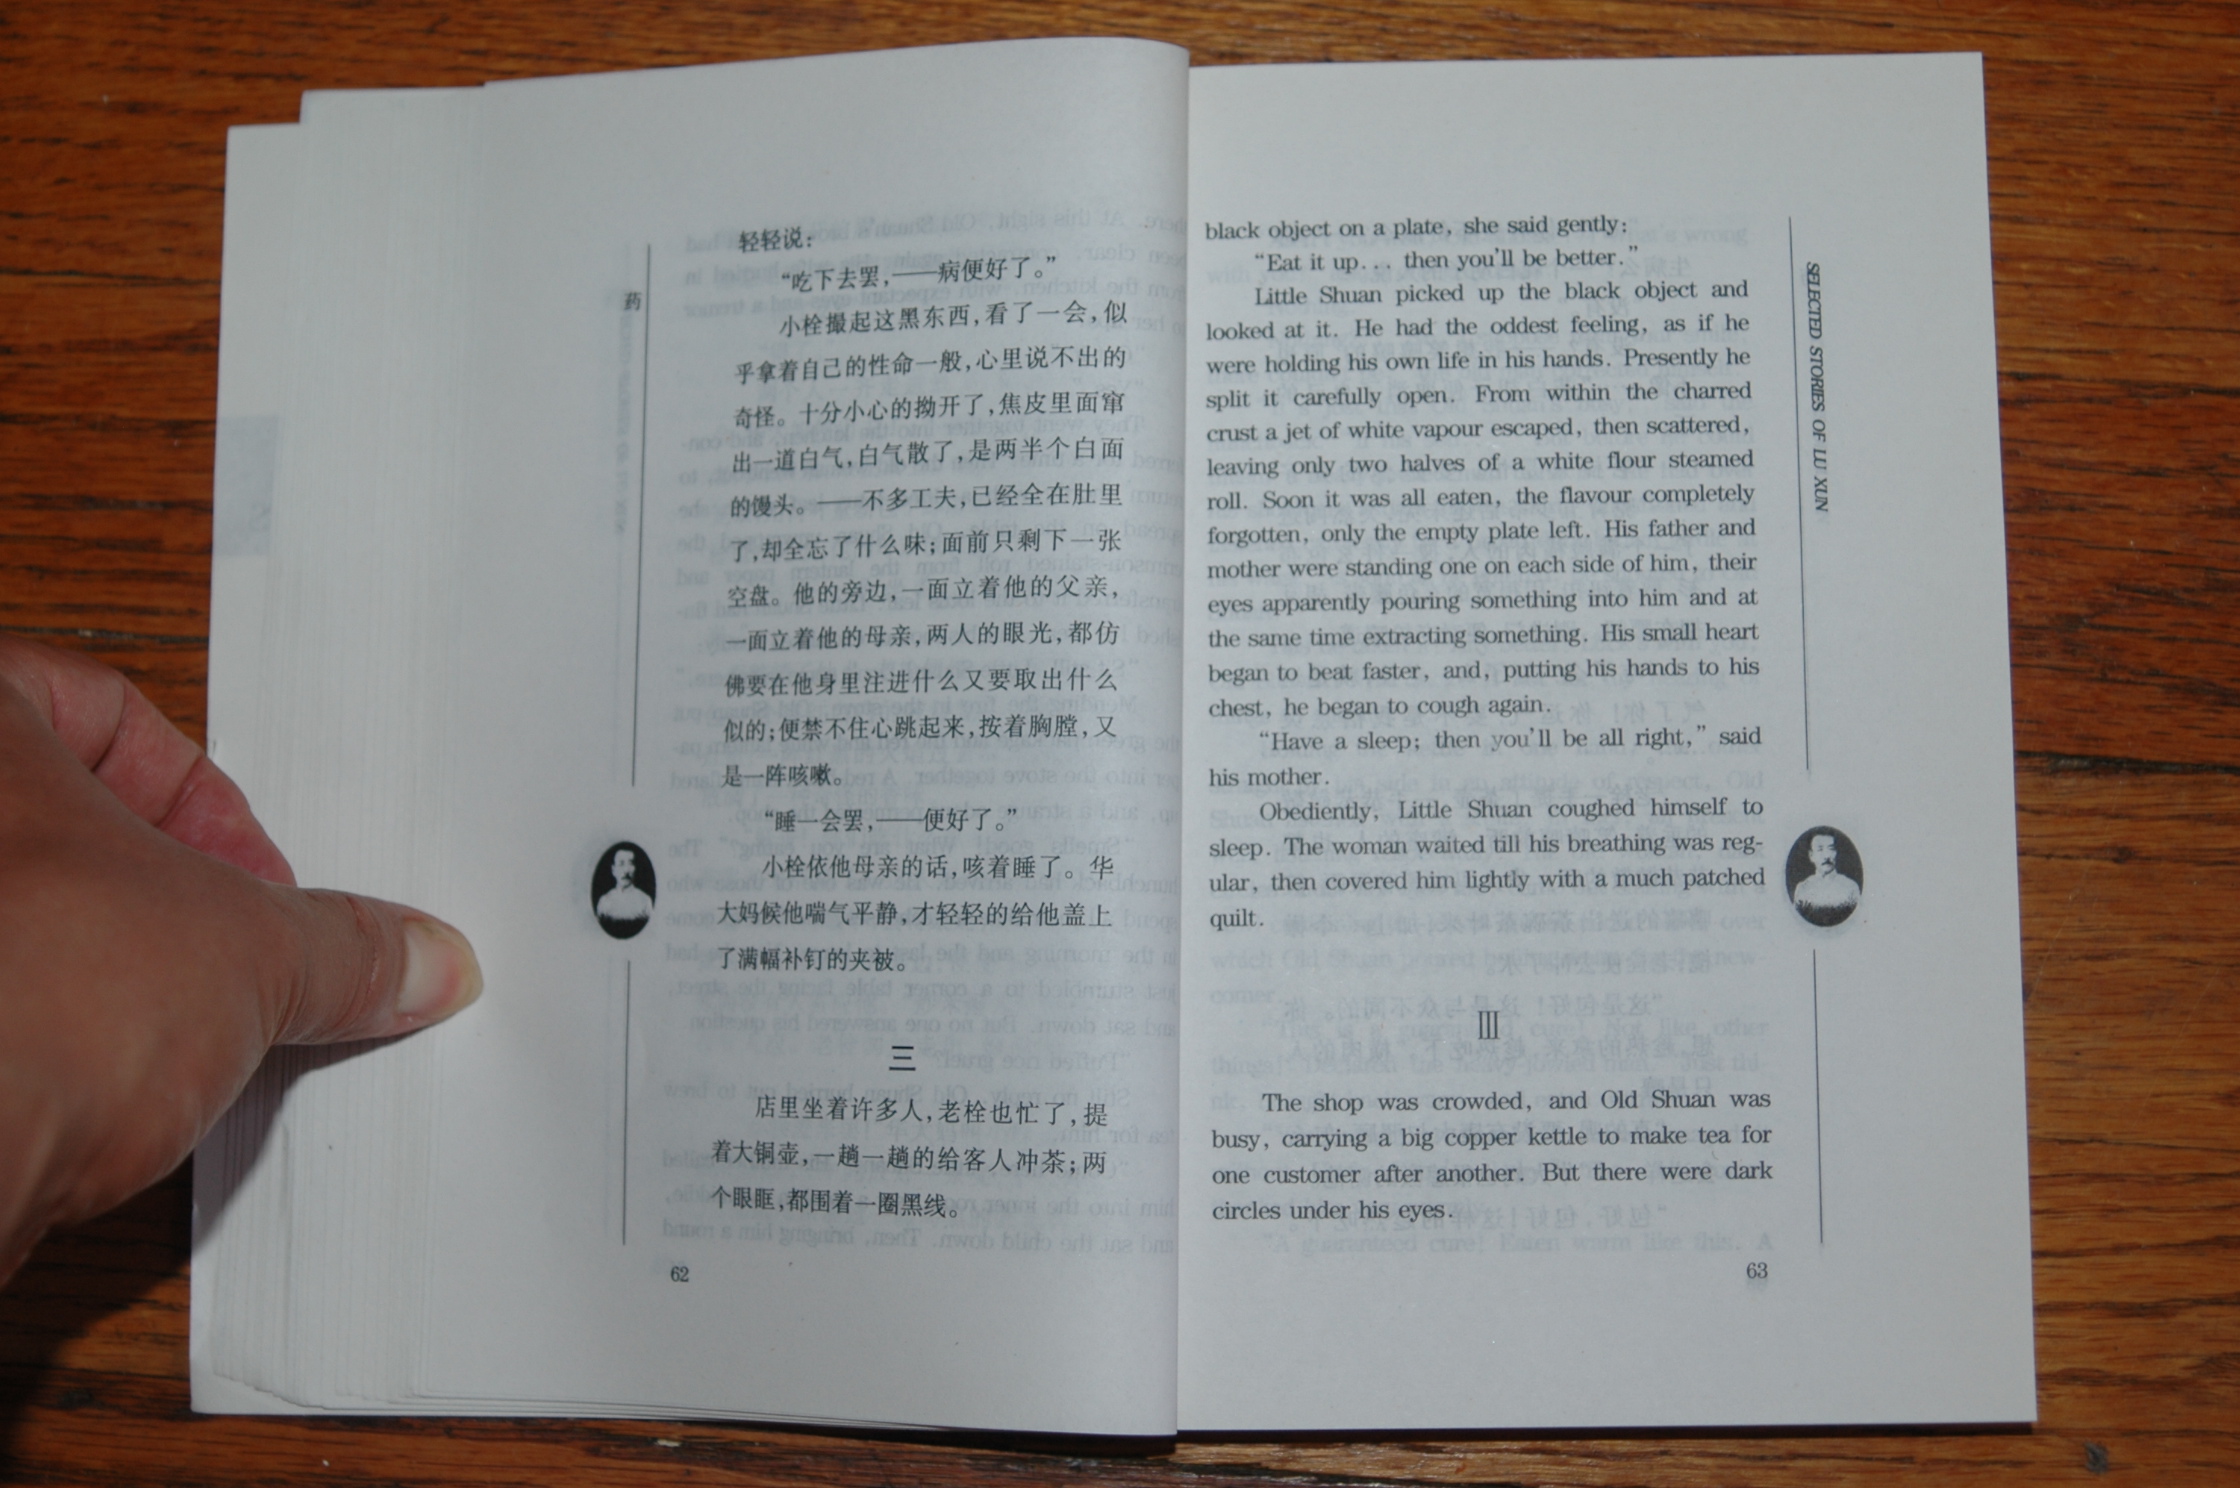 药
轻轻说：
“吃下去罢，——病便好了。”
小栓撮起这黑东西，看了一会，似
乎拿着自己的性命一般，心里说不出的
奇怪。十分小心的拗开了，焦皮里面窜
出一道白气，白气散了，是两半个白面
的馒头。——不多工夫，已经全在肚里
了，却全忘了什么味；面前只剩下一张
空盘。他的旁边，一面立着他的父亲，
一面立着他的母亲，两人的眼光，都仿
佛要在他身里注进什么又要取出什么
似的；便禁不住心跳起来，按着胸膛，又
是一阵咳嗽。
“睡一会罢，——便好了。”
小栓依他母亲的话，咳着睡了。华
大妈候他喘气平静，才轻轻的给他盖上
了满幅补钉的夹被。
三
店里坐着许多人，老栓也忙了，提
着大铜壶，一趟一趟的给客人冲茶；两
个眼眶，都围着一圈黑线。
62
SELECTED STORIES OF LU XUN
black object on a plate, she said gently:
“Eat it up... then you’ll be better.”
Little Shuan picked up the black object and
looked at it. He had the oddest feeling, as if he
were holding his own life in his hands. Presently he
split it carefully open. From within the charred
crust a jet of white vapour escaped, then scattered,
leaving only two halves of a white flour steamed
roll. Soon it was all eaten, the flavour completely
forgotten, only the empty plate left. His father and
mother were standing one on each side of him, their
eyes apparently pouring something into him and at
the same time extracting something. His small heart
began to beat faster, and, putting his hands to his
chest, he began to cough again.
“Have a sleep; then you’ll be all right,” said
his mother.
Obediently, Little Shuan coughed himself to
sleep. The woman waited till his breathing was reg-
ular, then covered him lightly with a much patched
quilt.
III
The shop was crowded, and Old Shuan was
busy, carrying a big copper kettle to make tea for
one customer after another. But there were dark
circles under his eyes.
63